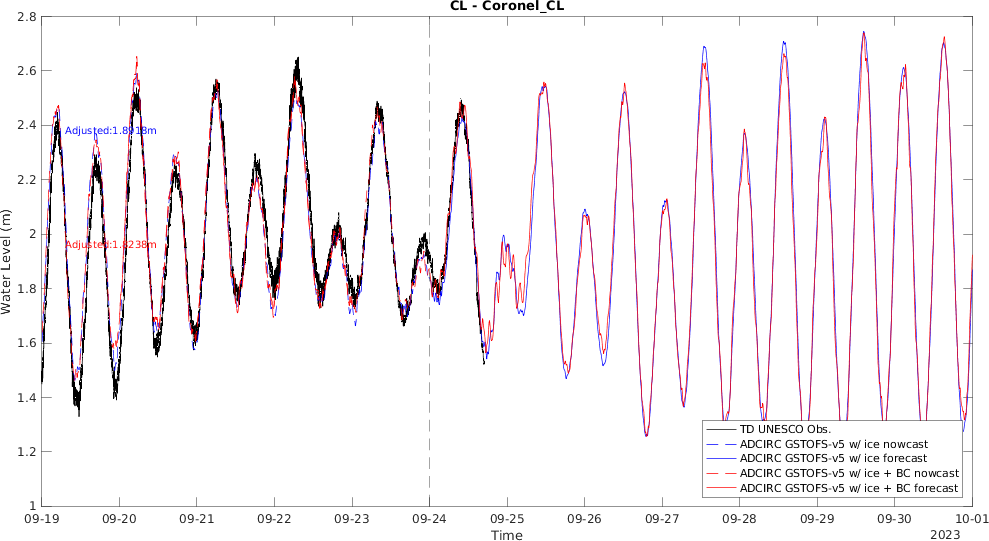 CL - Coronel_CL
2.8
2.6
2.4
2.2
2
1.8
1.6
1.4
1.2
1
Water Level (m)
Adjusted:1.8918m
Adjusted:1.8238m
TD UNESCO Obs.
ADCIRC GSTOFS-v5 w/ ice nowcast
ADCIRC GSTOFS-v5 w/ ice forecast
ADCIRC GSTOFS-v5 w/ ice + BC nowcast
ADCIRC GSTOFS-v5 w/ ice + BC forecast
09-19 09-20 09-21 09-22 09-23 09-24 09-25 09-26 09-27 09-28 09-29 09-30 10-01
Time
2023